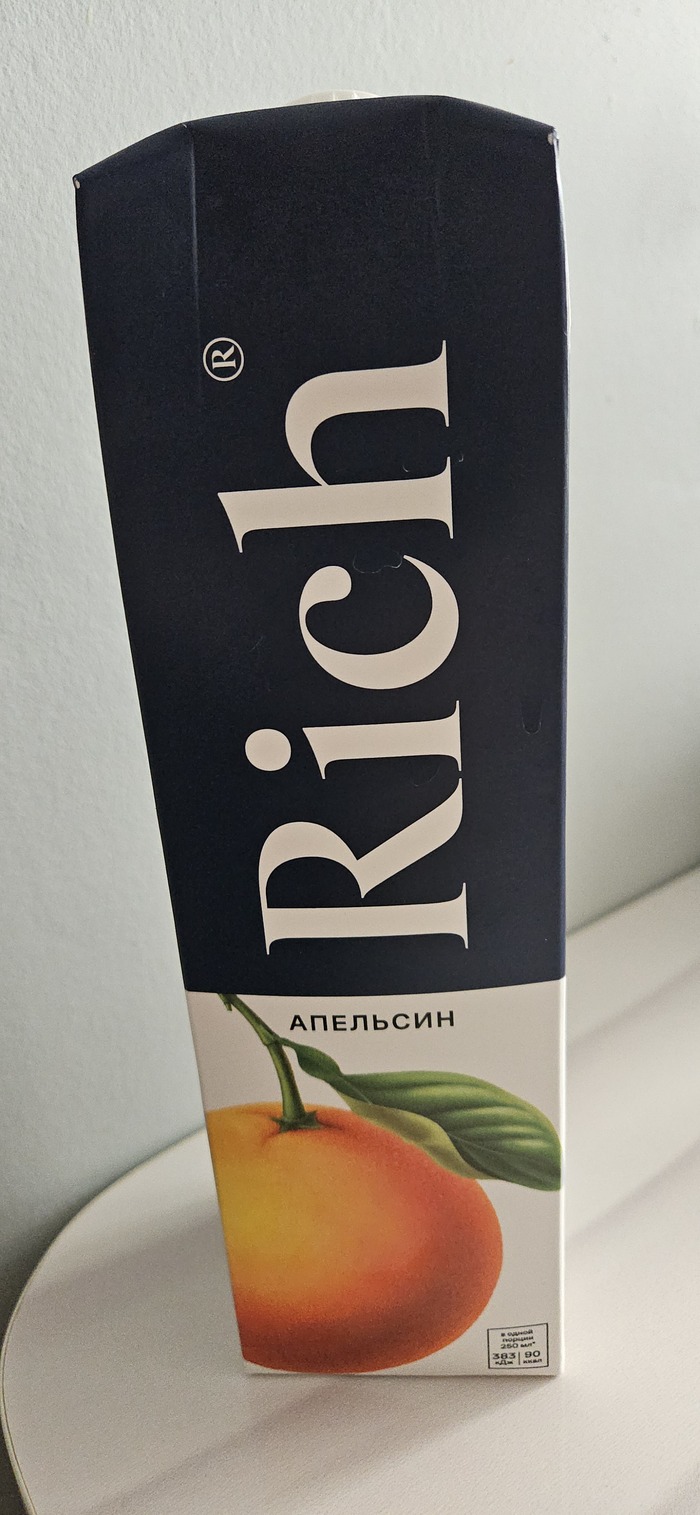 Rich®
АПЕЛЬСИН
в одной
порции
250 мл*
383 | 90
кДж | ккал